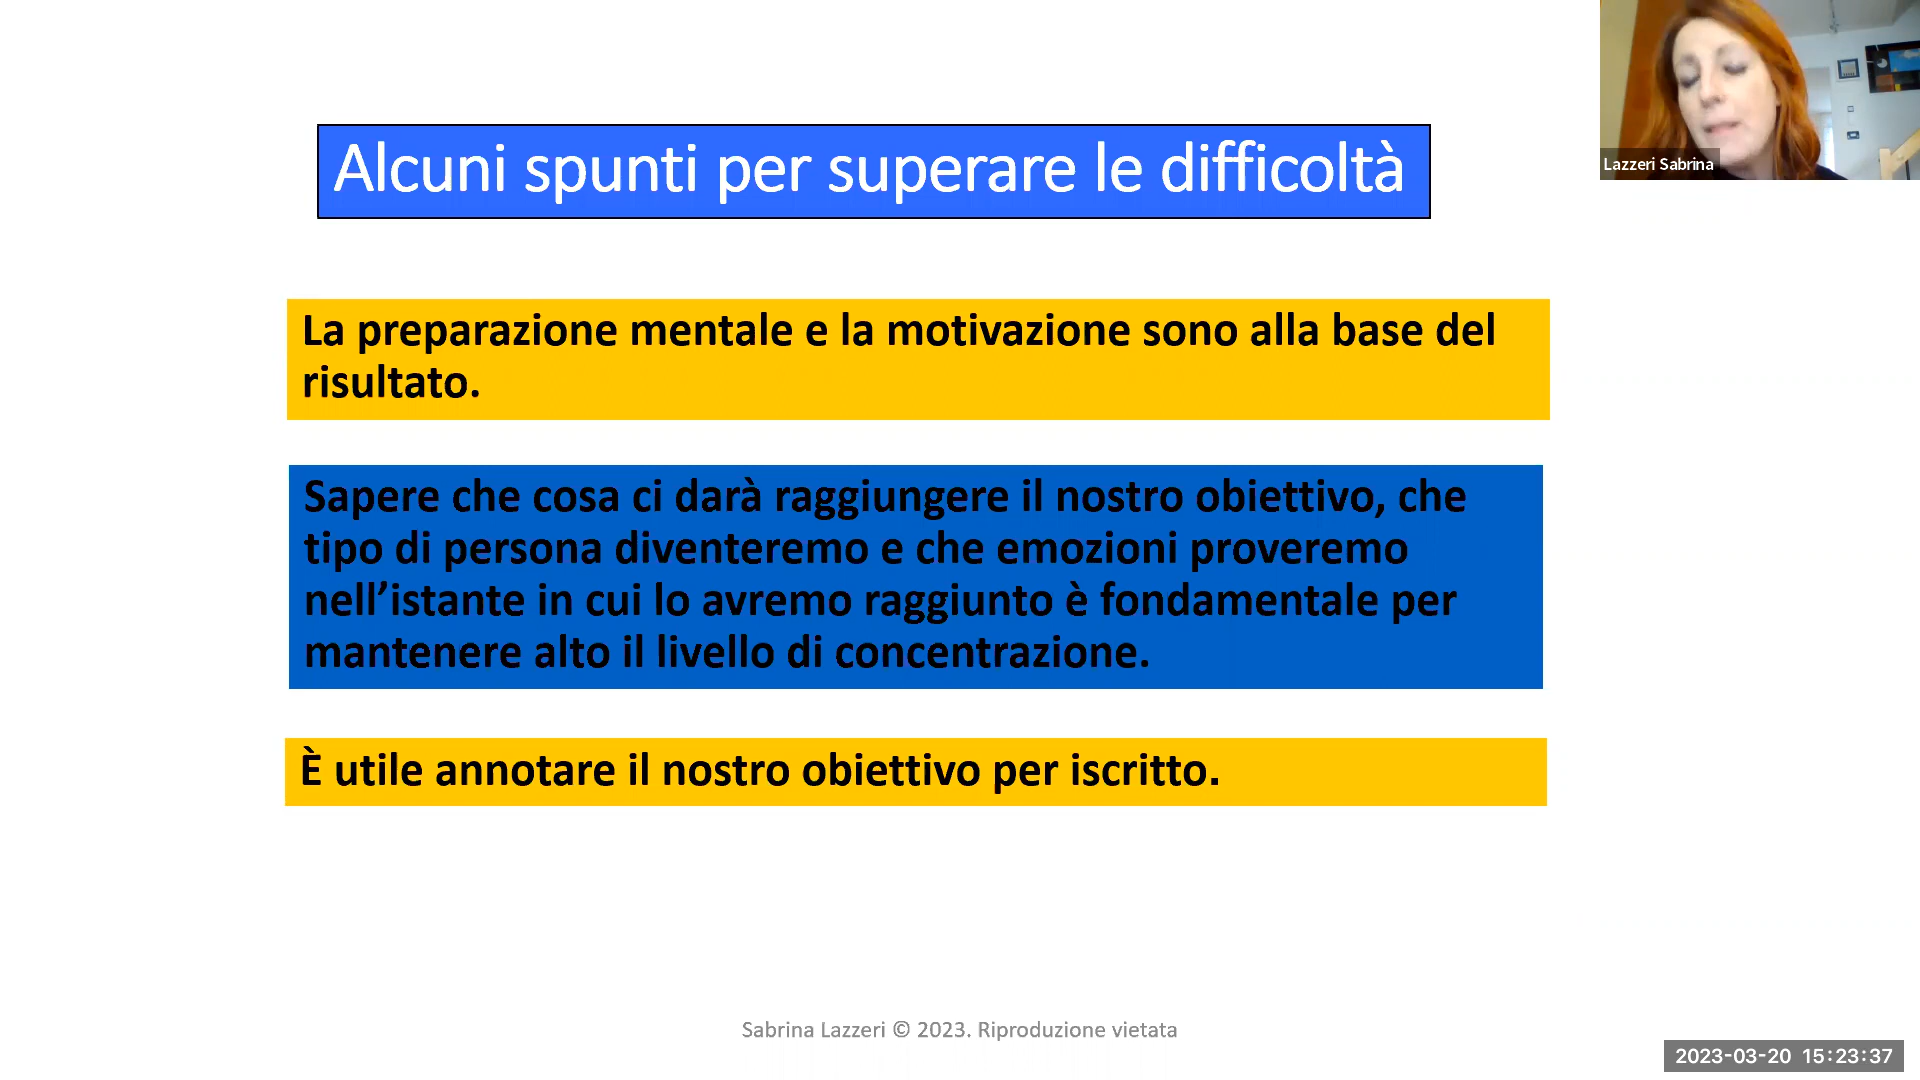 Alcuni spunti per superare le difficoltà
Lazzeri Sabrina
La preparazione mentale e la motivazione sono alla base del
risultato.
Sapere che cosa ci darà raggiungere il nostro obiettivo, che
tipo di persona diventeremo e che emozioni proveremo
nell’istante in cui lo avremo raggiunto è fondamentale per
mantenere alto il livello di concentrazione.
È utile annotare il nostro obiettivo per iscritto.
Sabrina Lazzeri © 2023. Riproduzione vietata
2023-03-20 15:23:37